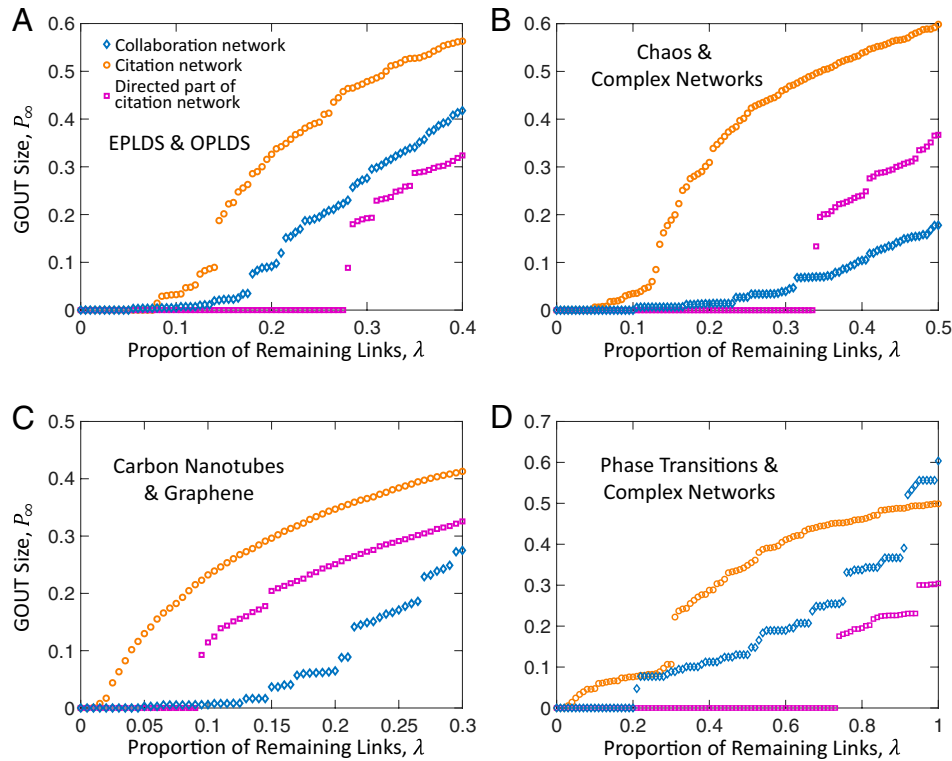 A
0.6
0.5
0.4
0.3
0.2
0.1
0
GOUT Size, P∞
Collaboration network
Citation network
Directed part of
citation network
EPLDS & OPLDS
0 0.1 0.2 0.3 0.4
Proportion of Remaining Links, λ
B
0.6
0.5
0.4
0.3
0.2
0.1
0
Chaos &
Complex Networks
0 0.1 0.2 0.3 0.4 0.5
Proportion of Remaining Links, λ
C
0.5
0.4
0.3
0.2
0.1
0
GOUT Size, P∞
Carbon Nanotubes
& Graphene
0 0.05 0.1 0.15 0.2 0.25 0.3
Proportion of Remaining Links, λ
D
0.7
0.6
0.5
0.4
0.3
0.2
0.1
0
Phase Transitions &
Complex Networks
0 0.2 0.4 0.6 0.8 1
Proportion of Remaining Links, λ